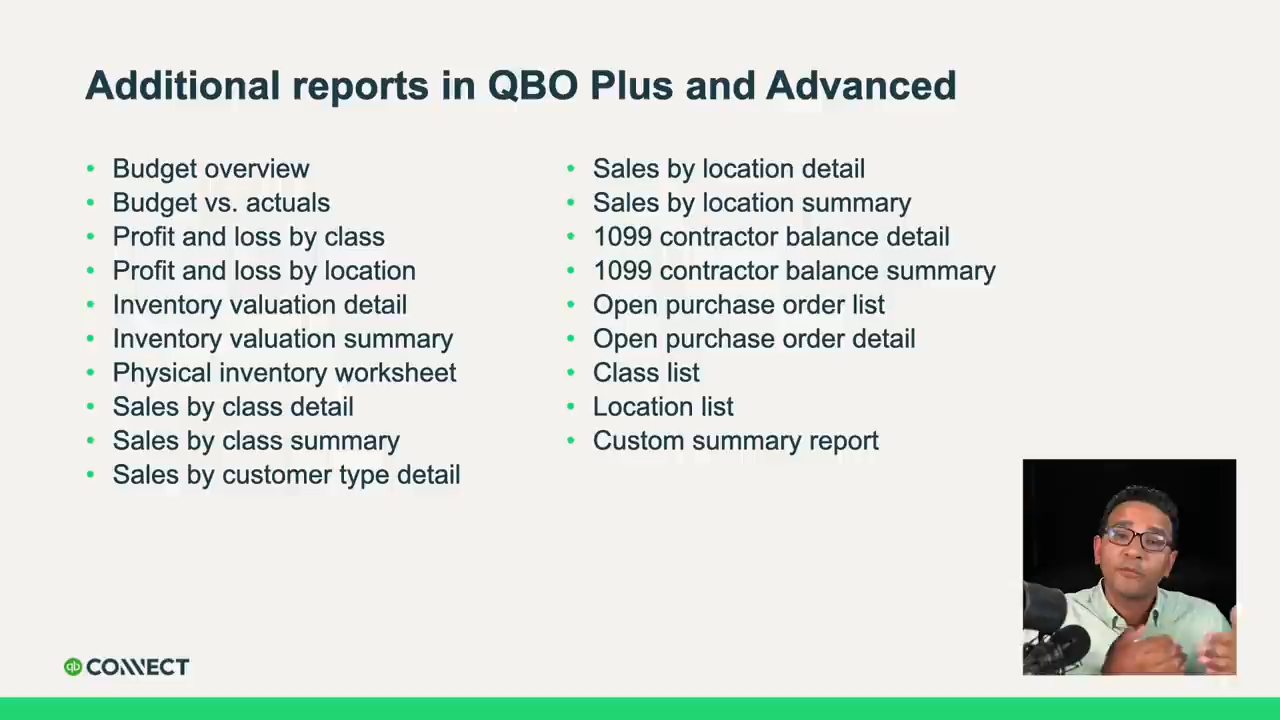 Additional reports in QBO Plus and Advanced
• Budget overview
• Budget vs. actuals
• Profit and loss by class
• Profit and loss by location
• Inventory valuation detail
• Inventory valuation summary
• Physical inventory worksheet
• Sales by class detail
• Sales by class summary
• Sales by customer type detail
• Sales by location detail
• Sales by location summary
• 1099 contractor balance detail
• 1099 contractor balance summary
• Open purchase order list
• Open purchase order detail
• Class list
• Location list
• Custom summary report
qb CONNECT